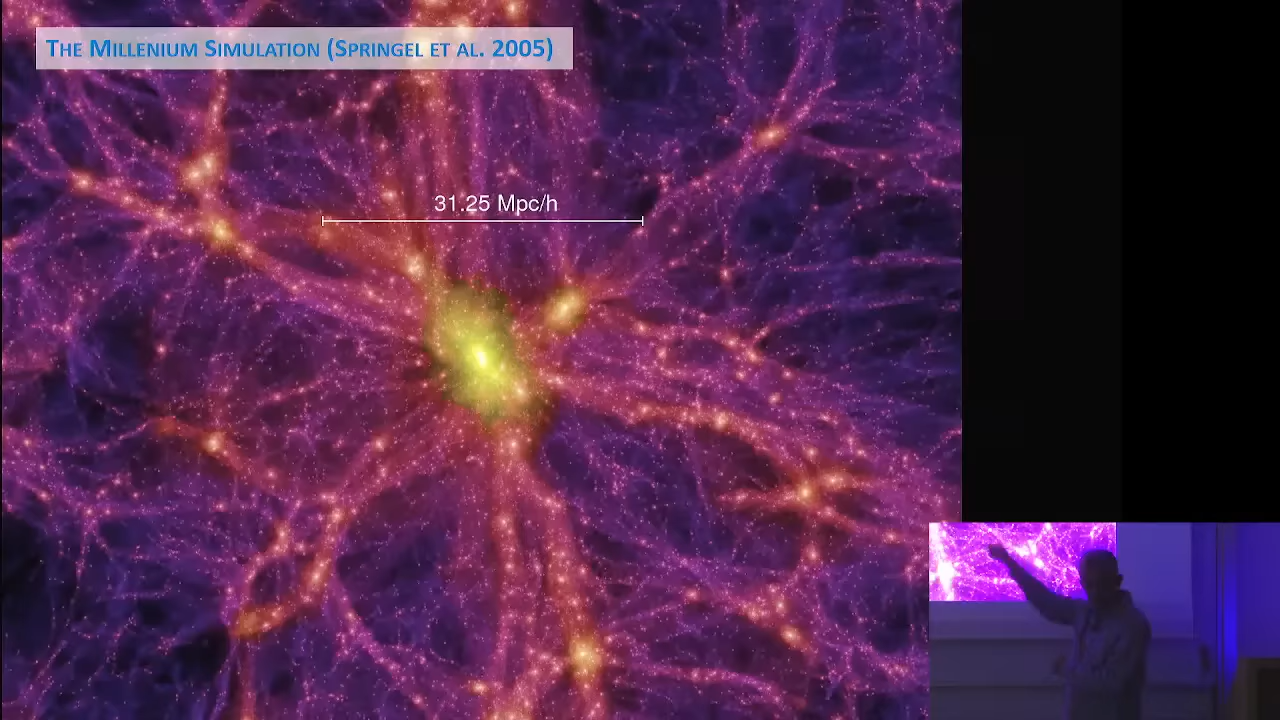 The Millenium Simulation (Springel et al. 2005)
31.25 Mpc/h